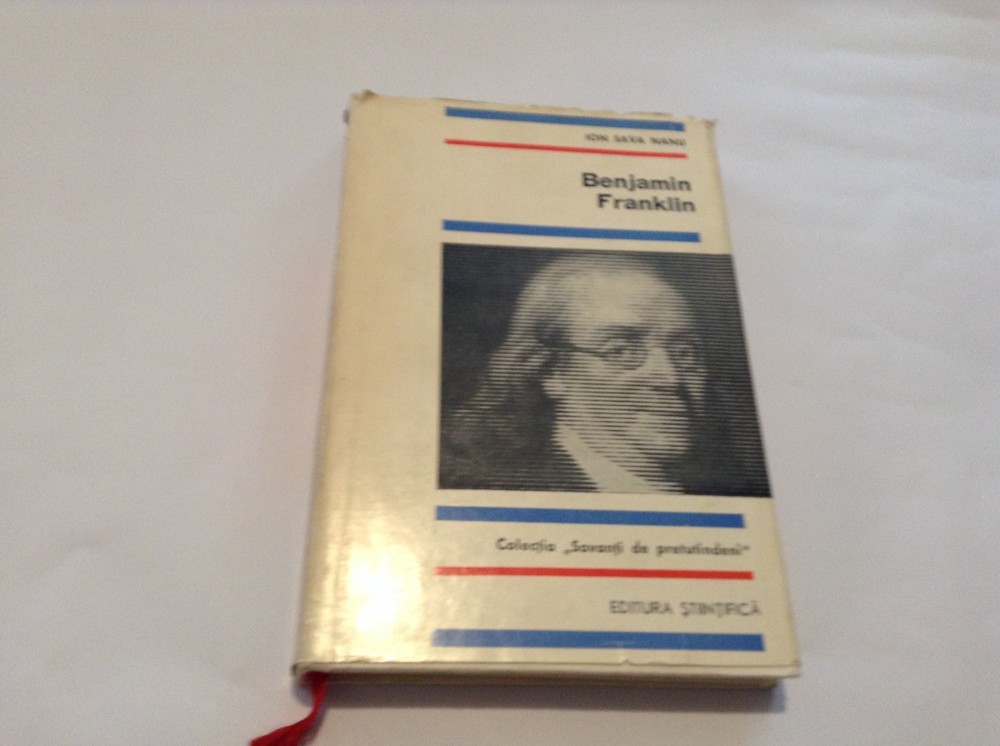 ION SAVA NANU
Benjamin
Franklin
Colecția „Savanți de pretutindeni”
EDITURA ȘTIINȚIFICĂ